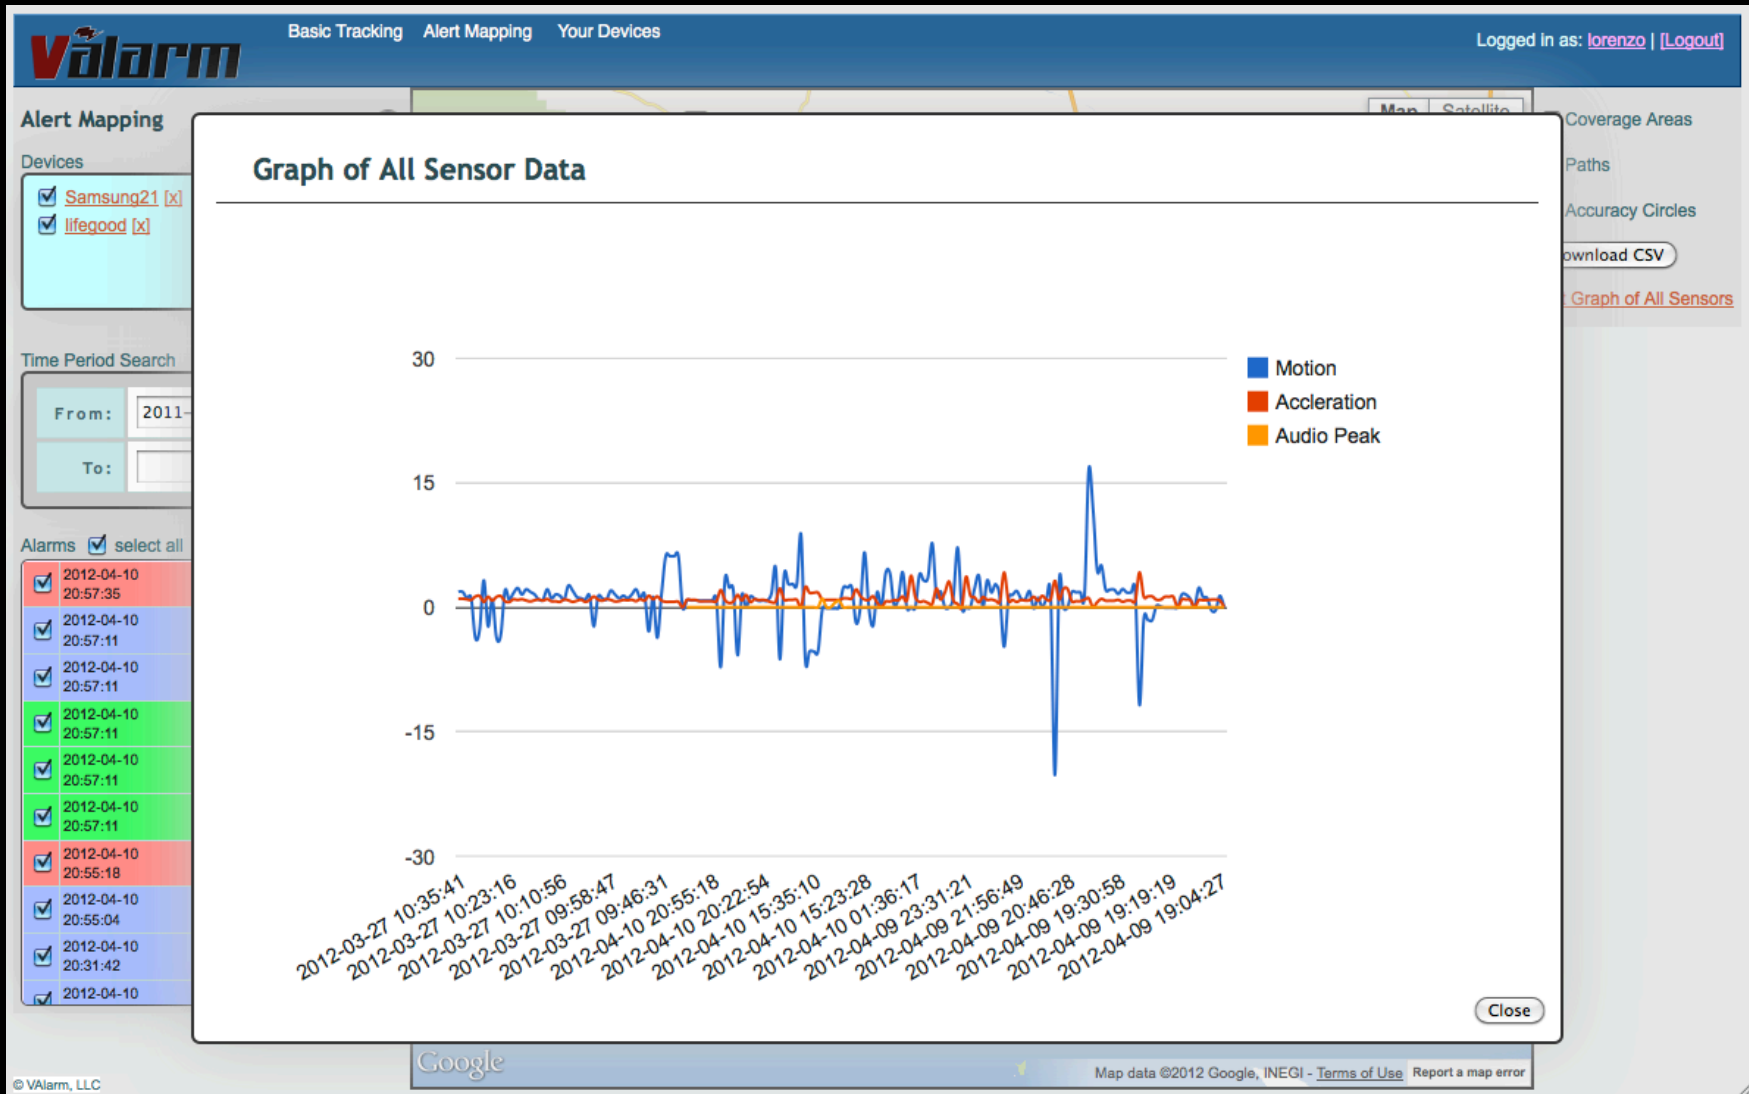 Valarm
Basic Tracking Alert Mapping Your Devices
Logged in as: lorenzo | [Logout]
Alert Mapping
Map Satellite
Coverage Areas
Devices
Paths
Samsung21 [x]
lifegood [x]
Accuracy Circles
ownload CSV
Graph of All Sensors
Graph of All Sensor Data
Time Period Search
From: 2011-
To:
Alarms select all
2012-04-10
20:57:35
2012-04-10
20:57:11
2012-04-10
20:57:11
2012-04-10
20:57:11
2012-04-10
20:57:11
2012-04-10
20:57:11
2012-04-10
20:55:18
2012-04-10
20:55:04
2012-04-10
20:31:42
2012-04-10
30
15
0
-15
-30
Motion
Accleration
Audio Peak
2012-03-27 10:35:41
2012-03-27 10:23:16
2012-03-27 10:10:56
2012-03-27 09:58:47
2012-03-27 09:46:31
2012-04-10 20:55:18
2012-04-10 20:22:54
2012-04-10 15:35:10
2012-04-10 15:23:28
2012-04-10 01:36:17
2012-04-09 23:31:21
2012-04-09 21:56:49
2012-04-09 20:46:28
2012-04-09 19:30:58
2012-04-09 19:19:19
2012-04-09 19:04:27
Close
Google
Map data ©2012 Google, INEGI - Terms of Use Report a map error
© VAlarm, LLC